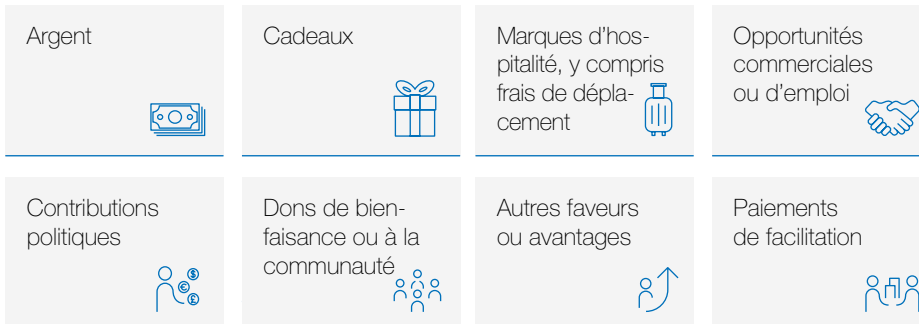 Argent
Cadeaux
Marques d’hos-
pitalité, y compris
frais de dépla-
cement
Opportunités
commerciales
ou d’emploi
Contributions
politiques
Dons de bien-
faisance ou à la
communauté
Autres faveurs
ou avantages
Paiements
de facilitation
$
€
£